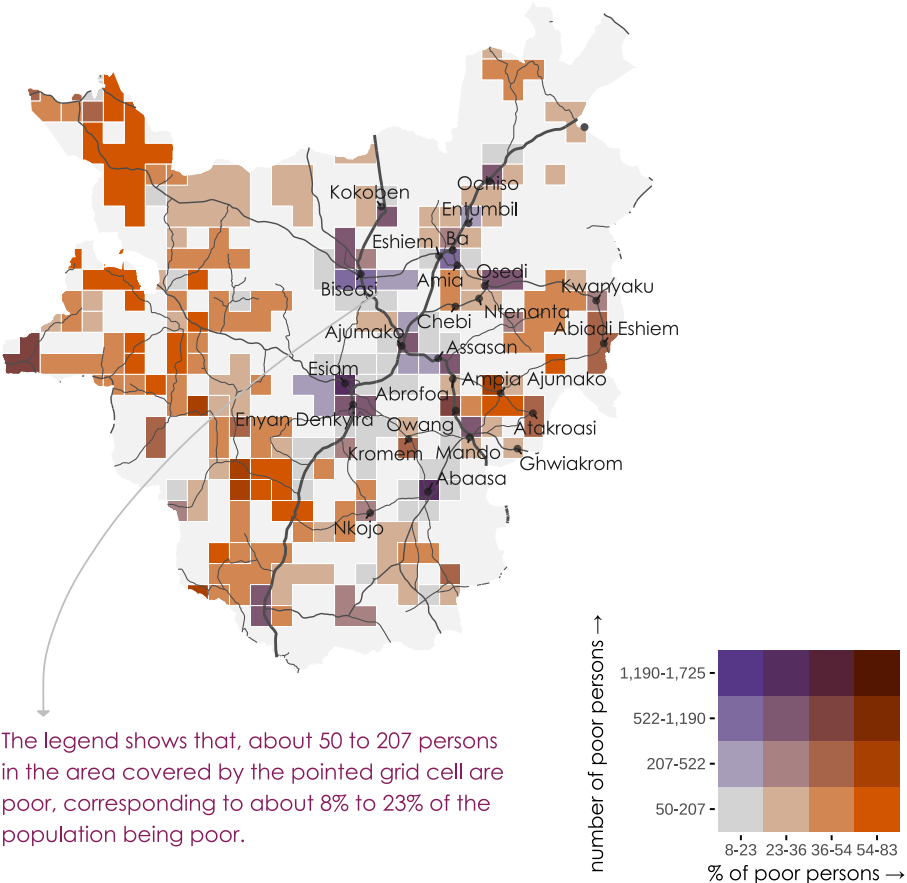 Kokoben
Ochiso
Entumbil
Eshiem
Ba
Biseasi
Amia
Osedi
Kwanyaku
Ntenanta
Chebi
Ajumako
Abiadi Eshiem
Assasan
Esiam
Abrofoa
Ampia Ajumako
Enyan Denkyira
Owang
Atakroasi
Kromem
Mando
Ghwiakrom
Abaasa
Nkojo
The legend shows that, about 50 to 207 persons
in the area covered by the pointed grid cell are
poor, corresponding to about 8% to 23% of the
population being poor.
number of poor persons →
1,190-1,725
522-1,190
207-522
50-207
8-23 23-36 36-54 54-83
% of poor persons →